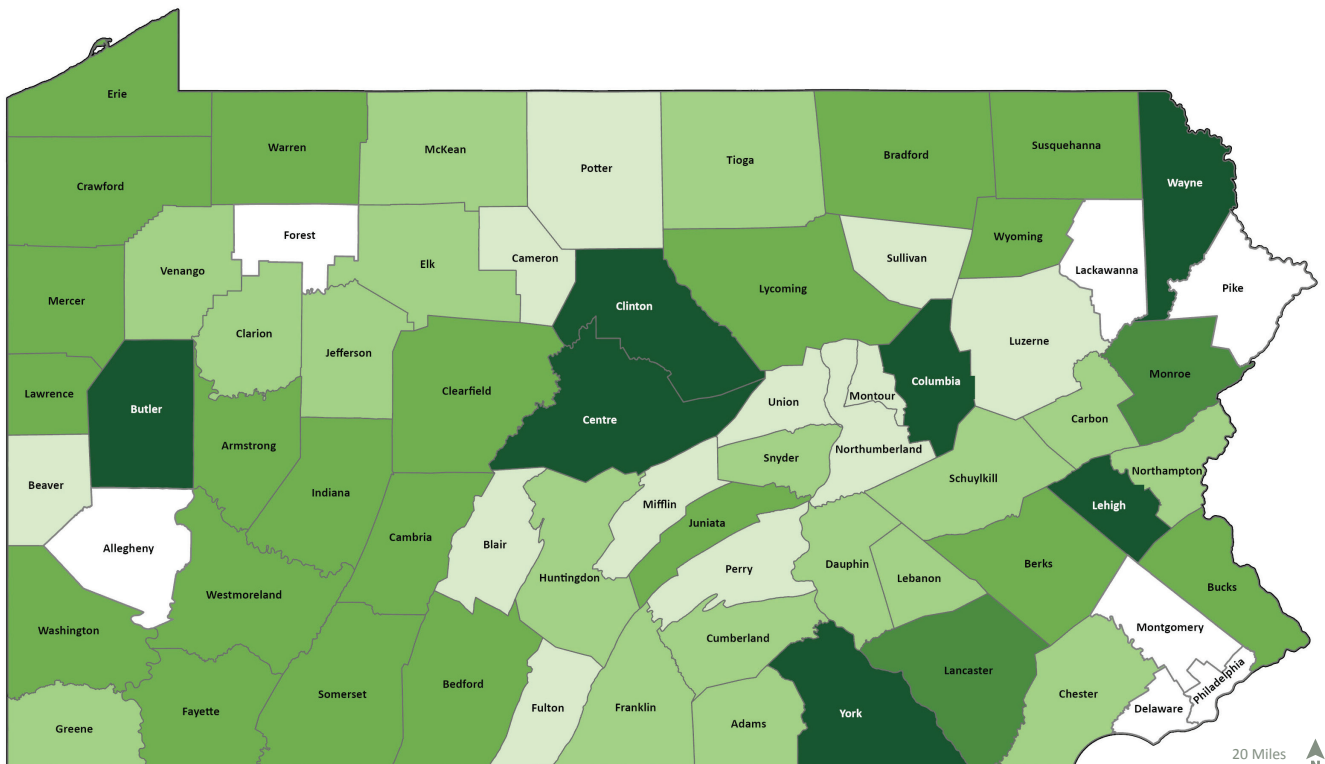 Erie
Warren
McKean
Potter
Tioga
Bradford
Susquehanna
Wayne
Crawford
Forest
Venango
Elk
Cameron
Sullivan
Wyoming
Lackawanna
Pike
Mercer
Clarion
Jefferson
Clinton
Lycoming
Luzerne
Monroe
Lawrence
Butler
Armstrong
Clearfield
Centre
Union
Montour
Columbia
Carbon
Beaver
Indiana
Snyder
Northumberland
Schuylkill
Northampton
Lehigh
Allegheny
Cambria
Blair
Mifflin
Juniata
Huntingdon
Perry
Dauphin
Lebanon
Berks
Bucks
Washington
Westmoreland
Cumberland
Montgomery
Philadelphia
Greene
Fayette
Somerset
Bedford
Fulton
Franklin
Adams
York
Lancaster
Chester
Delaware
20 Miles
N